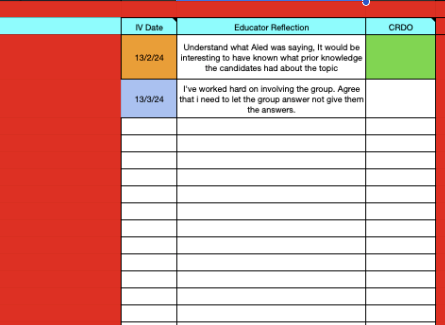 IV Date Educator Reflection CRDO
13/2/24
Understand what Aled was saying, It would be
interesting to have known what prior knowledge
the candidates had about the topic
13/3/24
I've worked hard on involving the group. Agree
that i need to let the group answer not give them
the answers.